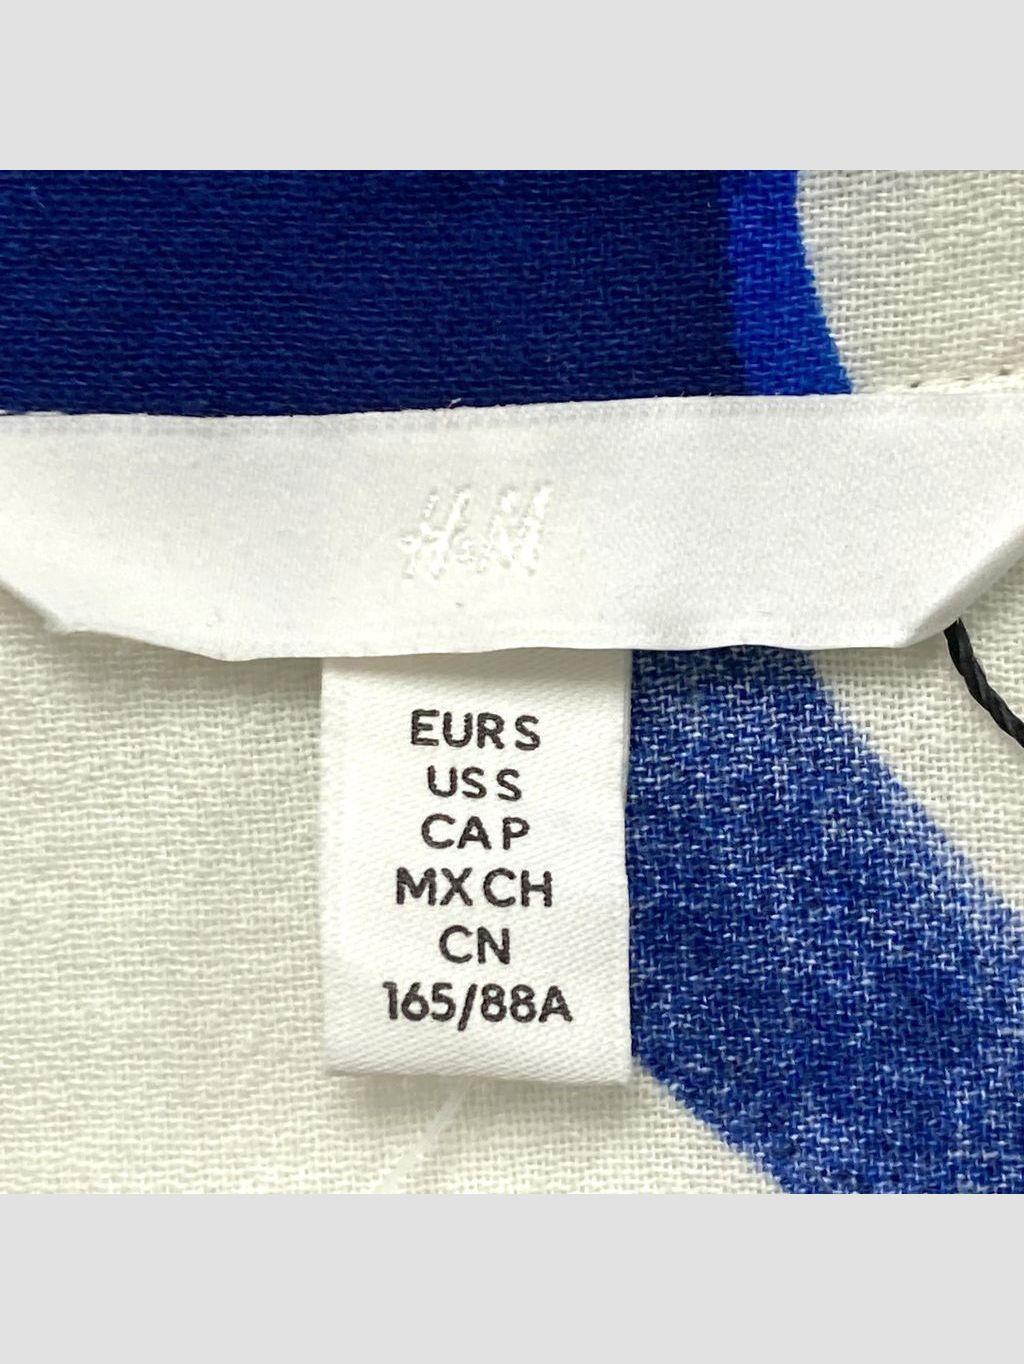 H&M
EUR S
US S
CA P
MX CH
CN
165/88A